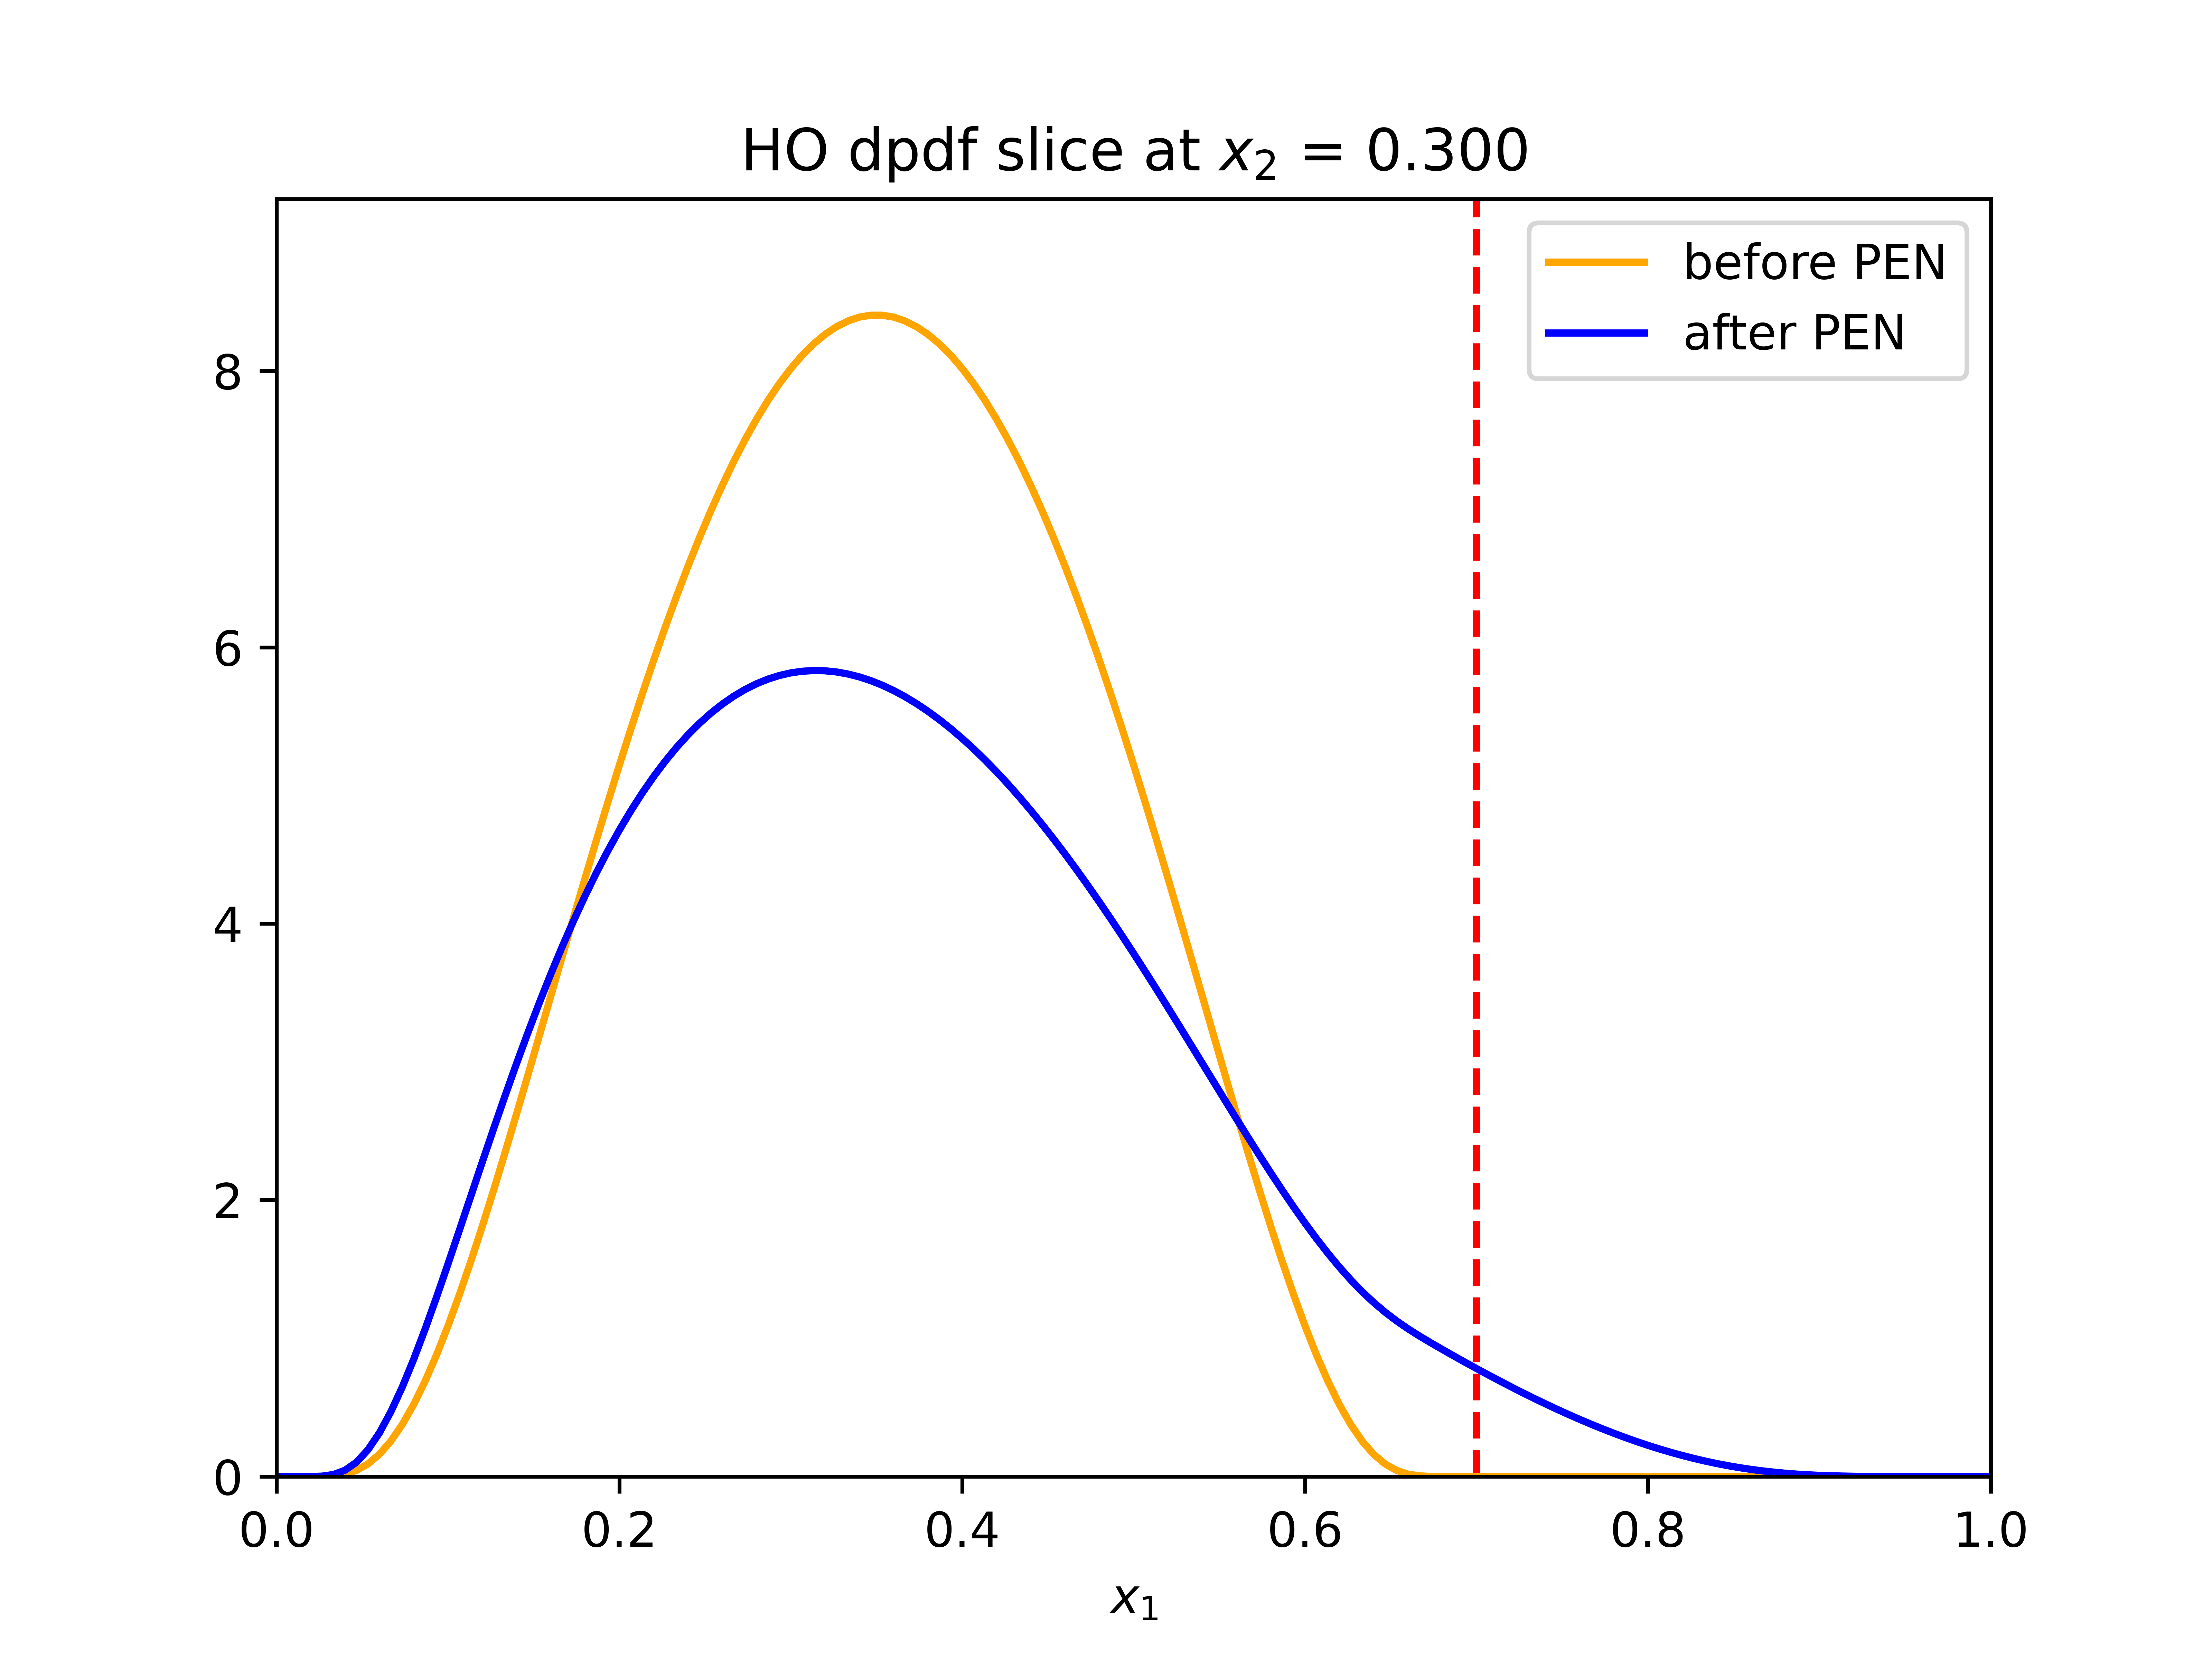 HO dpdf slice at x₂ = 0.300
before PEN
after PEN
8
6
4
2
0
0.0 0.2 0.4 0.6 0.8 1.0
x₁